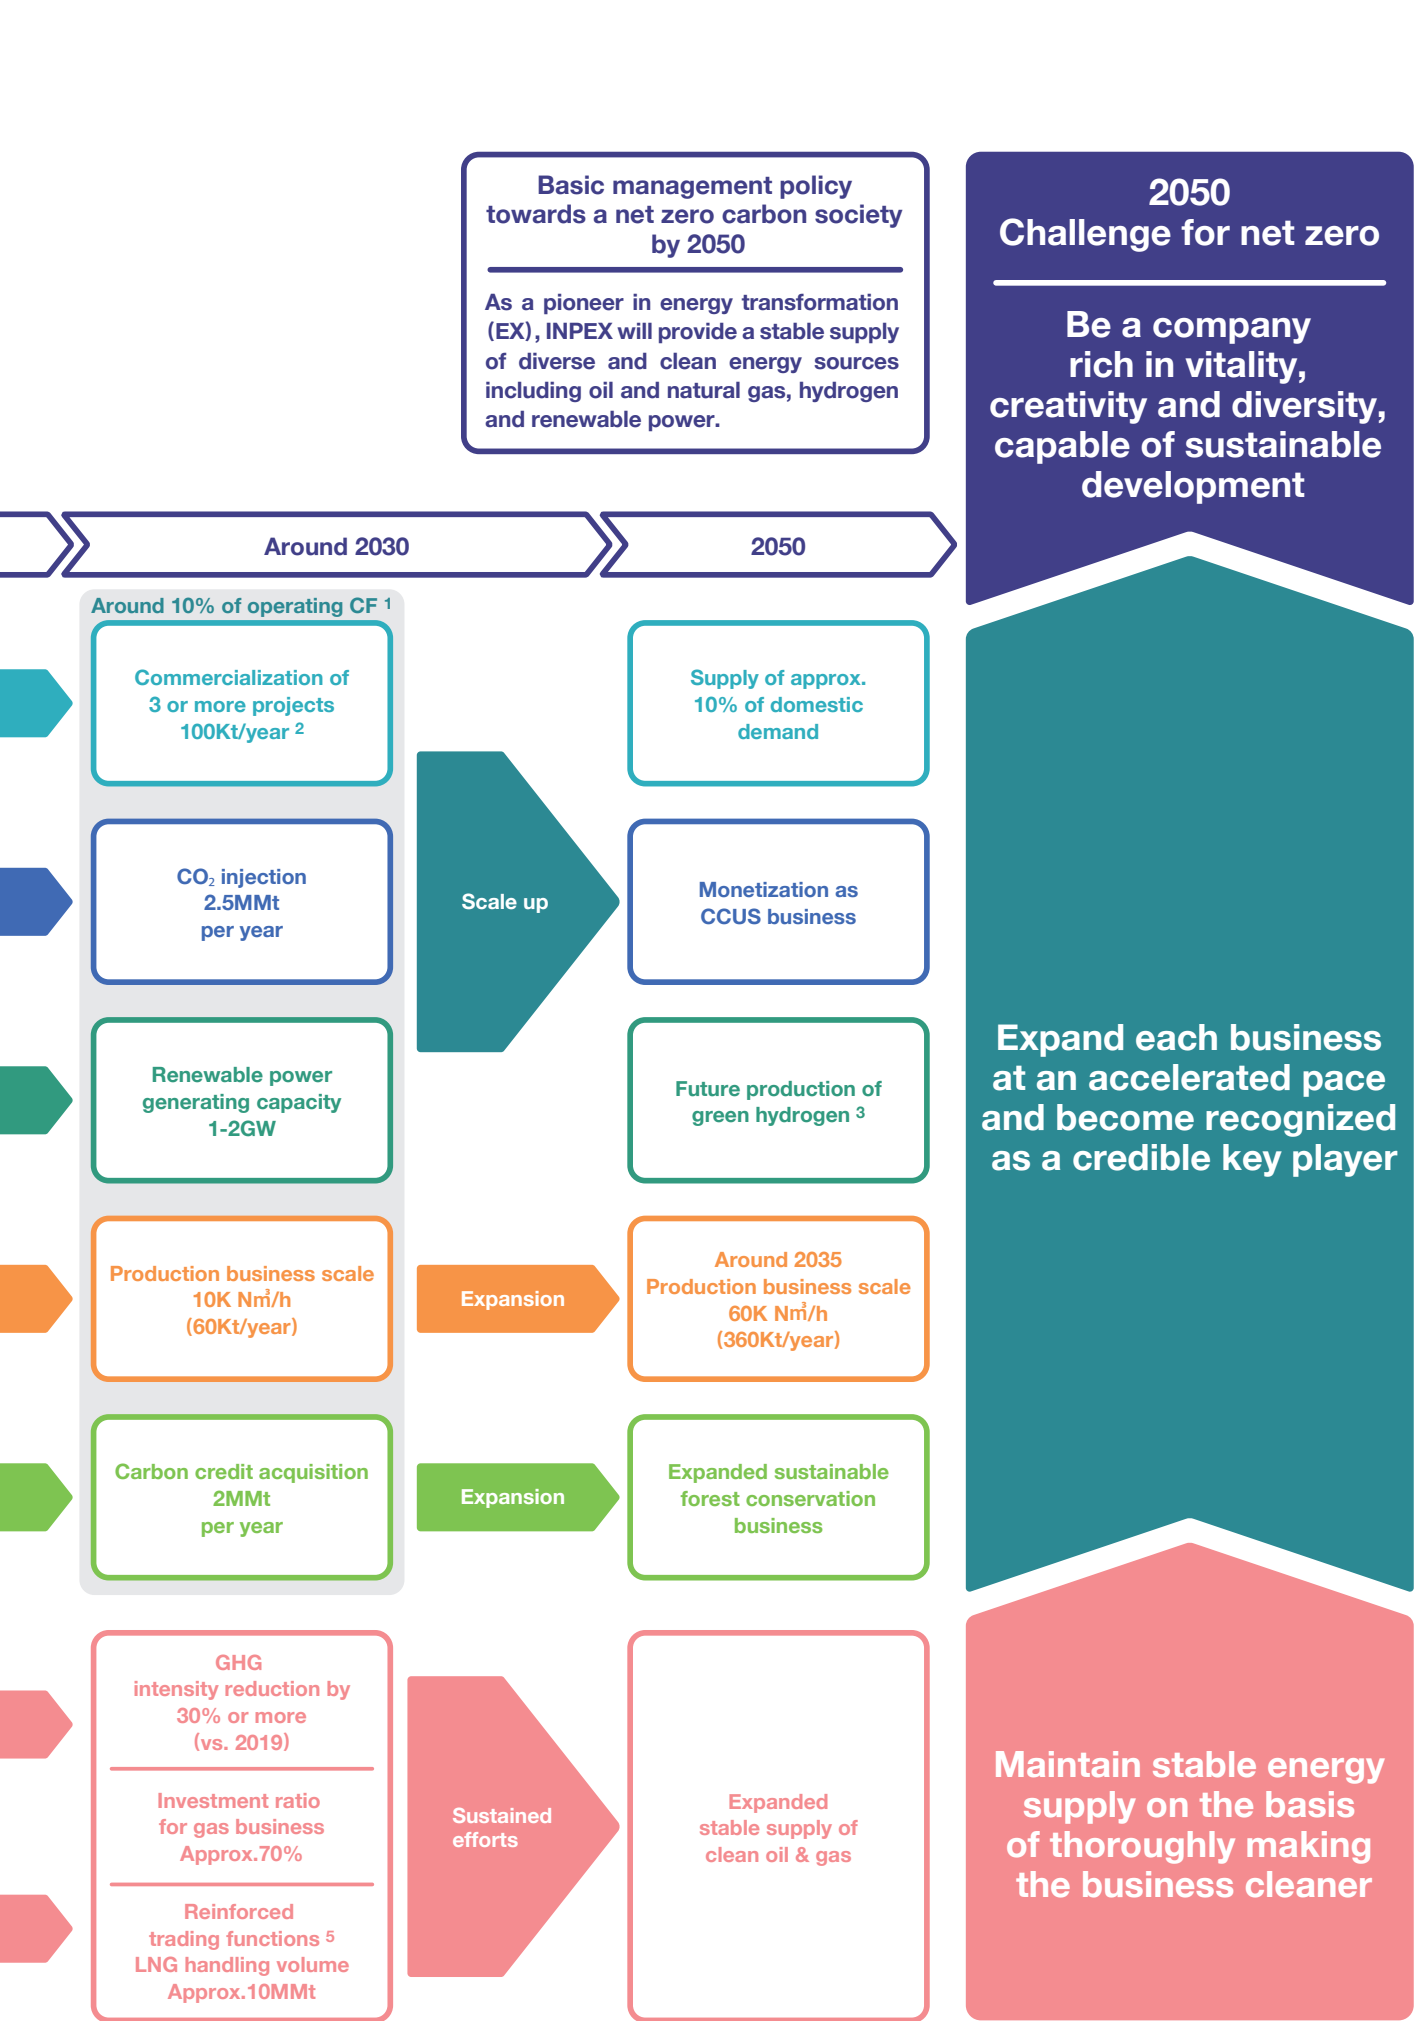 Basic management policy
towards a net zero carbon society
by 2050
As a pioneer in energy transformation
(EX), INPEX will provide a stable supply
of diverse and clean energy sources
including oil and natural gas, hydrogen
and renewable power.
2050
Challenge for net zero
Be a company
rich in vitality,
creativity and diversity,
capable of sustainable
development
Around 2030
2050
Around 10% of operating CF 1
Commercialization of
3 or more projects
100Kt/year 2
Supply of approx.
10% of domestic
demand
CO₂ injection
2.5MMt
per year
Scale up
Monetization as
CCUS business
Renewable power
generating capacity
1-2GW
Future production of
green hydrogen 3
Expand each business
at an accelerated pace
and become recognized
as a credible key player
Production business scale
10K N㎥/h
(60Kt/year)
Expansion
Around 2035
Production business scale
60K N㎥/h
(360Kt/year)
Carbon credit acquisition
2MMt
per year
Expansion
Expanded sustainable
forest conservation
business
GHG
intensity reduction by
30% or more
(vs. 2019)
Investment ratio
for gas business
Approx.70%
Reinforced
trading functions 5
LNG handling volume
Approx.10MMt
Sustained
efforts
Expanded
stable supply of
clean oil & gas
Maintain stable energy
supply on the basis
of thoroughly making
the business cleaner